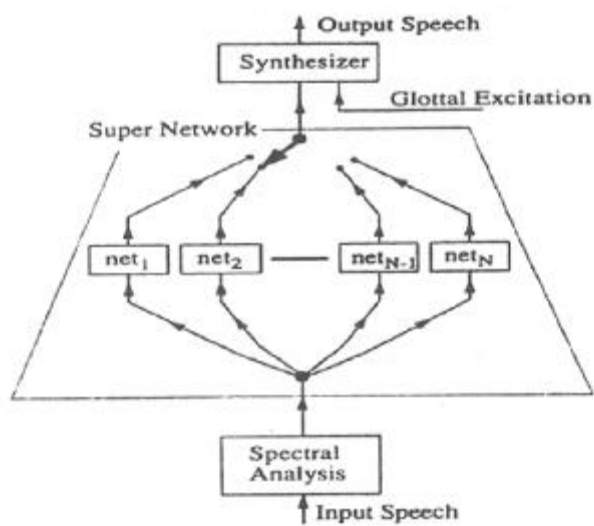 Output Speech
Synthesizer
Glottal Excitation
Super Network
net1 net2 netN-1 netN
Spectral
Analysis
Input Speech